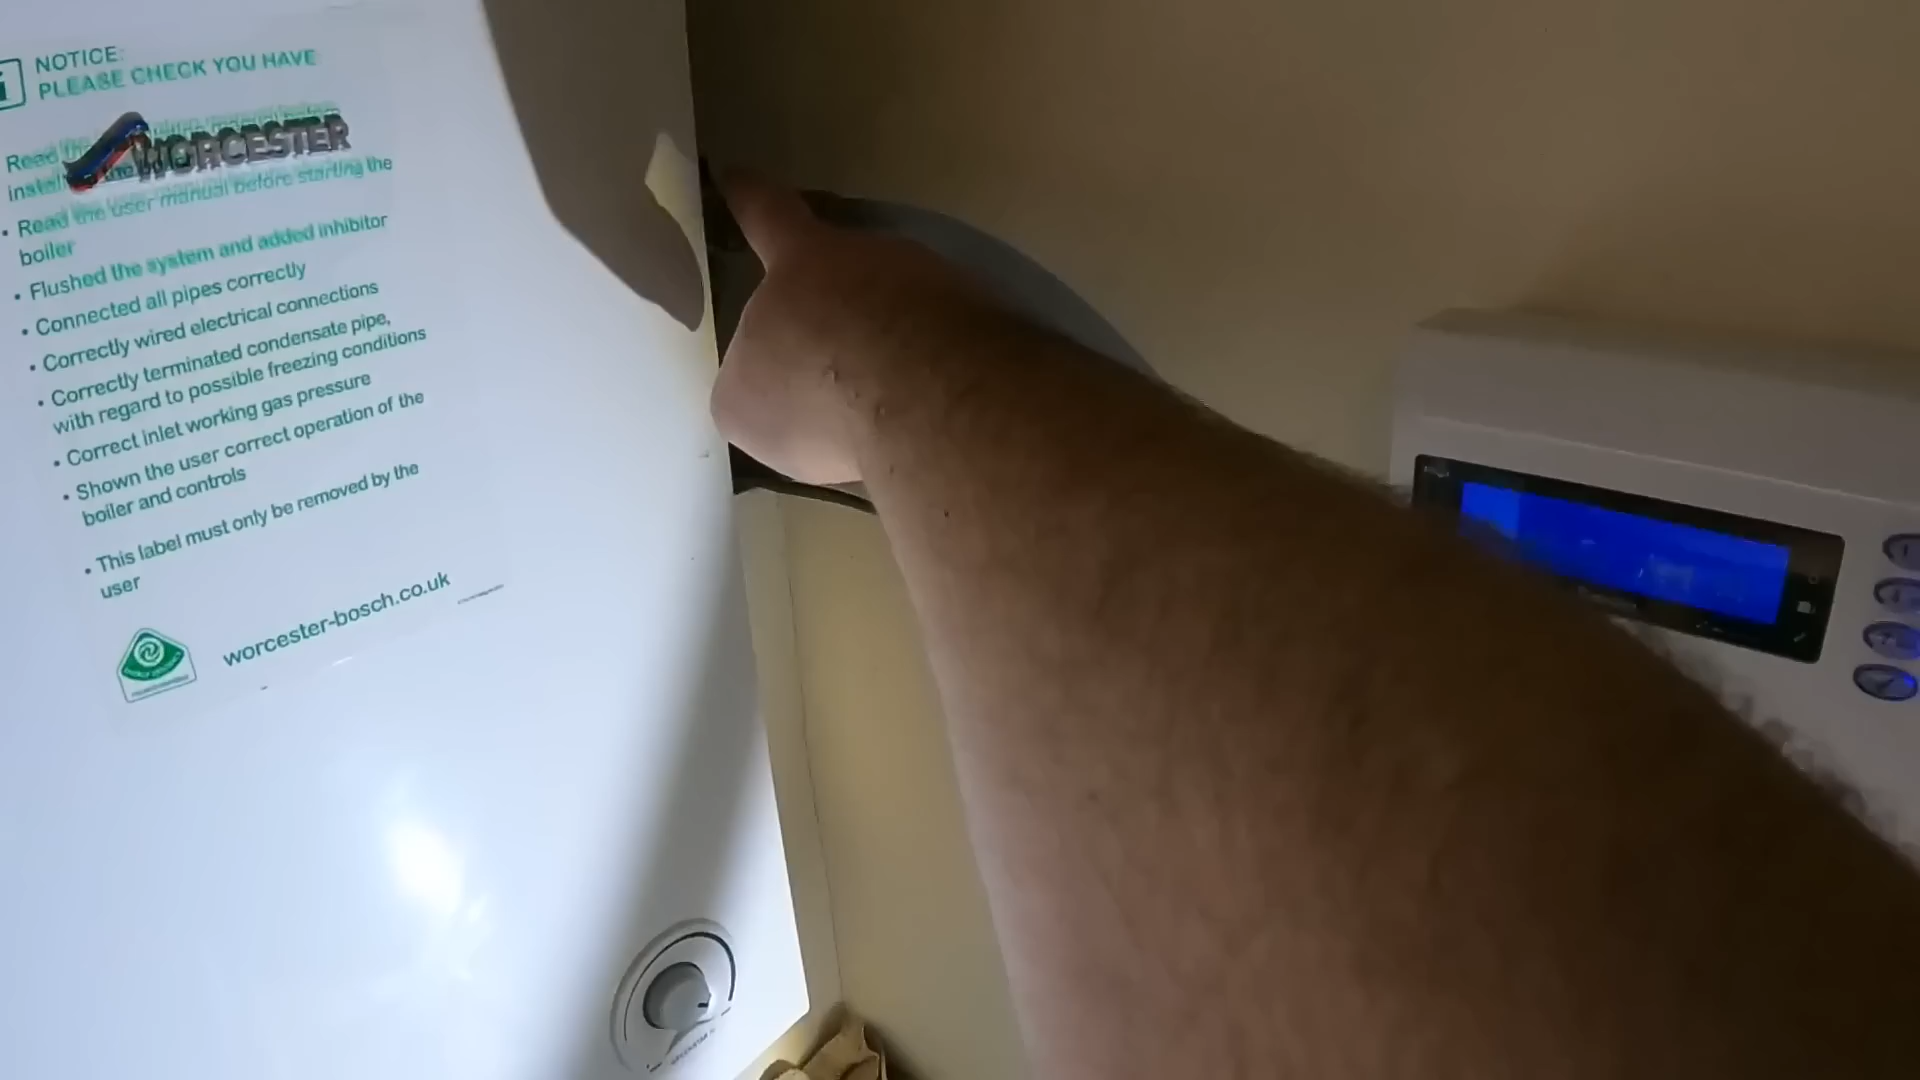 NOTICE:
PLEASE CHECK YOU HAVE
WORCESTER
Read the
install
• Read the user manual before starting the
boiler
• Flushed the system and added inhibitor
• Connected all pipes correctly
• Correctly wired electrical connections
• Correctly terminated condensate pipe,
with regard to possible freezing conditions
• Correct inlet working gas pressure
• Shown the user correct operation of the
boiler and controls
• This label must only be removed by the
user
worcester-bosch.co.uk